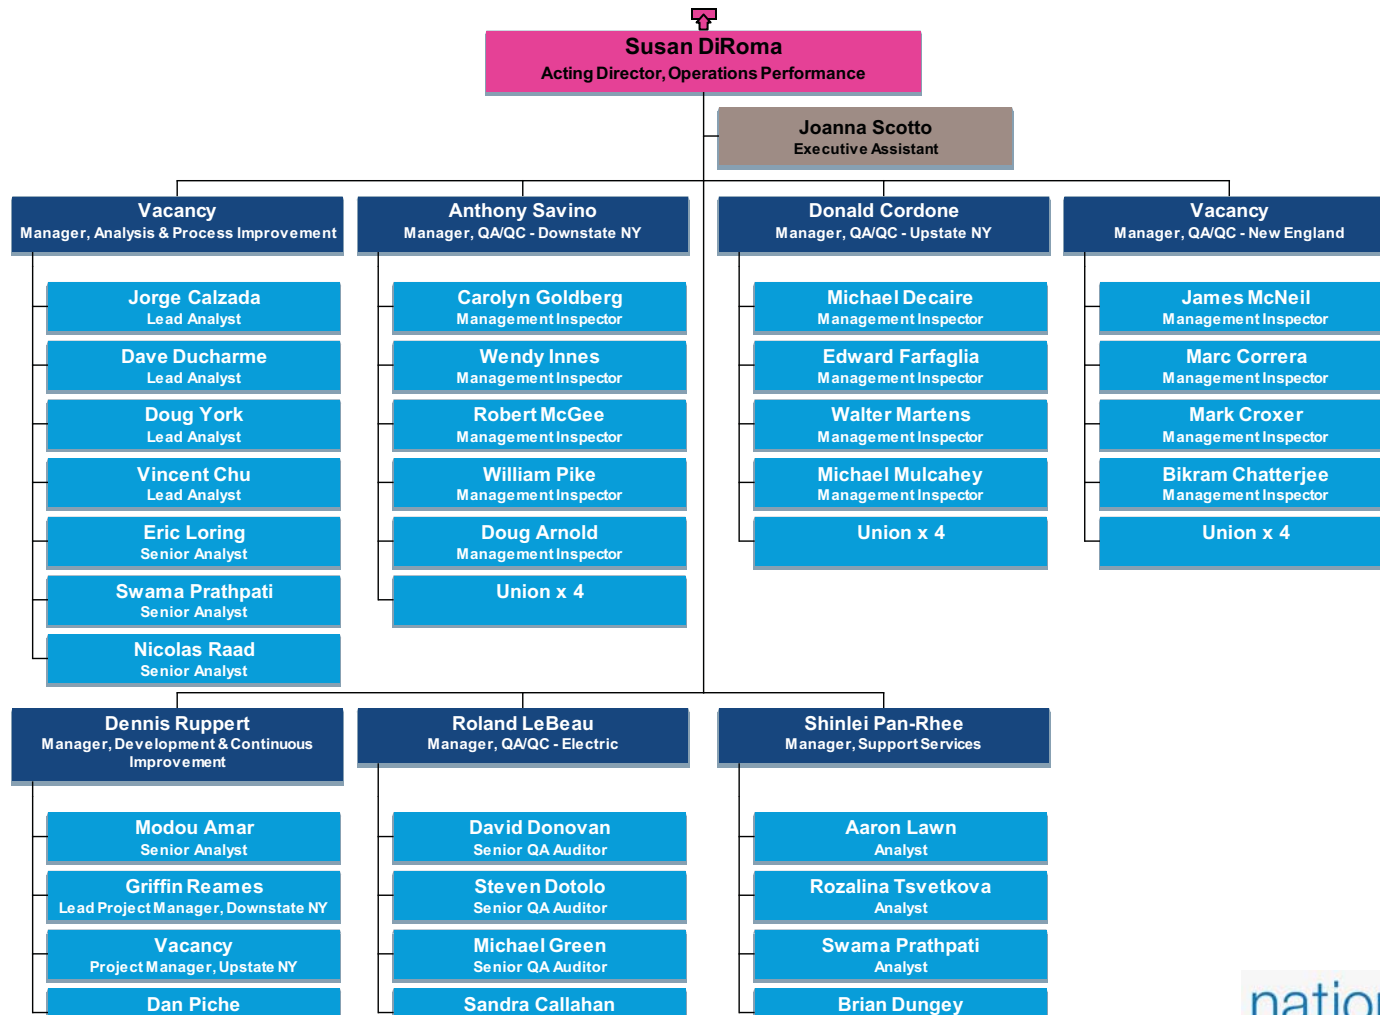 Susan DiRoma
Acting Director, Operations Performance
Joanna Scotto
Executive Assistant
Vacancy
Manager, Analysis & Process Improvement
Jorge Calzada
Lead Analyst
Dave Ducharme
Lead Analyst
Doug York
Lead Analyst
Vincent Chu
Lead Analyst
Eric Loring
Senior Analyst
Swama Prathpati
Senior Analyst
Nicolas Raad
Senior Analyst
Anthony Savino
Manager, QA/QC - Downstate NY
Carolyn Goldberg
Management Inspector
Wendy Innes
Management Inspector
Robert McGee
Management Inspector
William Pike
Management Inspector
Doug Arnold
Management Inspector
Union x 4
Donald Cordone
Manager, QA/QC - Upstate NY
Michael Decaire
Management Inspector
Edward Farfaglia
Management Inspector
Walter Martens
Management Inspector
Michael Mulcahey
Management Inspector
Union x 4
Vacancy
Manager, QA/QC - New England
James McNeil
Management Inspector
Marc Correra
Management Inspector
Mark Croxer
Management Inspector
Bikram Chatterjee
Management Inspector
Union x 4
Dennis Ruppert
Manager, Development & Continuous
Improvement
Modou Amar
Senior Analyst
Griffin Reames
Lead Project Manager, Downstate NY
Vacancy
Project Manager, Upstate NY
Dan Piche
Roland LeBeau
Manager, QA/QC - Electric
David Donovan
Senior QA Auditor
Steven Dotolo
Senior QA Auditor
Michael Green
Senior QA Auditor
Sandra Callahan
Shinlei Pan-Rhee
Manager, Support Services
Aaron Lawn
Analyst
Rozalina Tsvetkova
Analyst
Swama Prathpati
Analyst
Brian Dungey
nation